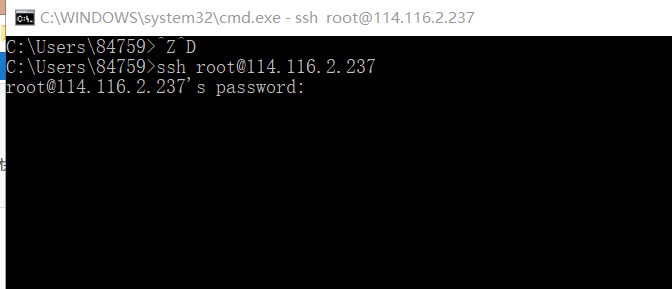 C:\WINDOWS\system32\cmd.exe - ssh root@114.116.2.237
C:\Users\84759>^Z^D
C:\Users\84759>ssh root@114.116.2.237
root@114.116.2.237's password: